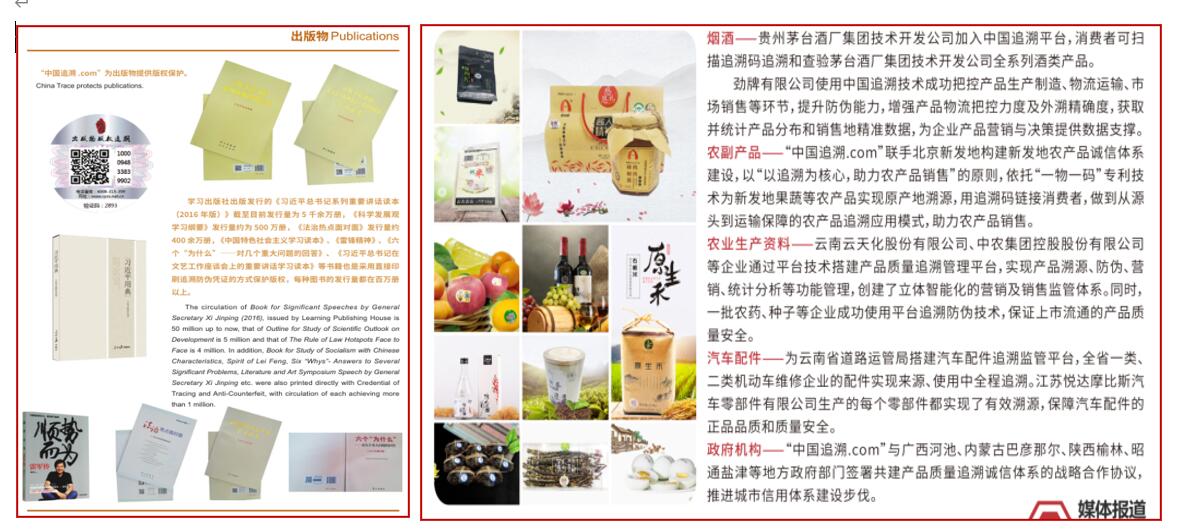 出版物 Publications
“中国追溯 .com”为出版物提供版权保护。
China Trace protects publications.
1000
0948
3383
9902
验证码：2893
学习出版社出版发行的《习近平总书记系列重要讲话读本
（2016 年版）》截至目前发行量为 5 千余万册，《科学发展观
学习纲要》发行量约为 500 万册，《法治热点面对面》发行量约
400 余万册，《中国特色社会主义学习读本》、《雷锋精神》、《六
个“为什么”——对几个重大问题的回答》、《习近平总书记在
文艺工作座谈会上的重要讲话学习读本》等书籍也是采用直接印
刷追溯防伪凭证的方式保护版权，每种图书的发行量都在百万册
以上。
The circulation of Book for Significant Speeches by General
Secretary Xi Jinping (2016), issued by Learning Publishing House is
50 million up to now, that of Outline for Study of Scientific Outlook on
Development is 5 million and that of The Rule of Law Hotspots Face to
Face is 4 million. In addition, Book for Study of Socialism with Chinese
Characteristics, Spirit of Lei Feng, Six “Whys”- Answers to Several
Significant Problems, Literature and Art Symposium Speech by General
Secretary Xi Jinping etc. were also printed directly with Credential of
Tracing and Anti-Counterfeit, with circulation of each achieving more
than 1 million.
习近平用典
顺势
而为
雷军传
六个“为什么”
原生
禾
原生禾
烟酒——贵州茅台酒厂集团技术开发公司加入中国追溯平台，消费者可扫
描追溯码追溯和查验茅台酒厂集团技术开发公司全系列酒类产品。
劲牌有限公司使用中国追溯技术成功把控产品生产制造、物流运输、市
场销售等环节，提升防伪能力，增强产品物流把控力度及外溯精确度，获取
并统计产品分布和销售地精准数据，为企业产品营销与决策提供数据支撑。
农副产品——“中国追溯.com”联手北京新发地构建新发地农产品诚信体系
建设，以“以追溯为核心，助力农产品销售”的原则，依托“一物一码”专利技
术为新发地果蔬等农产品实现原产地溯源，用追溯码链接消费者，做到从源
头到运输保障的农产品追溯应用模式，助力农产品销售。
农业生产资料——云南云天化股份有限公司、中农集团控股股份有限公司
等企业通过平台技术搭建产品质量追溯管理平台，实现产品溯源、防伪、营
销、统计分析等功能管理，创建了立体智能化的营销及销售监管体系。同时，
一批农药、种子等企业成功使用平台追溯防伪技术，保证上市流通的产品质
量安全。
汽车配件——为云南省道路运管局搭建汽车配件追溯监管平台，全省一类、
二类机动车维修企业的配件实现来源、使用中全程追溯。江苏悦达摩比斯汽
车零部件有限公司生产的每个零部件都实现了有效溯源，保障汽车配件的
正品品质和质量安全。
政府机构——“中国追溯.com”与广西河池、内蒙古巴彦那尔、陕西榆林、昭
通盐津等地方政府部门签署共建产品质量追溯诚信体系的战略合作协议，
推进城市信用体系建设步伐。
媒体报道